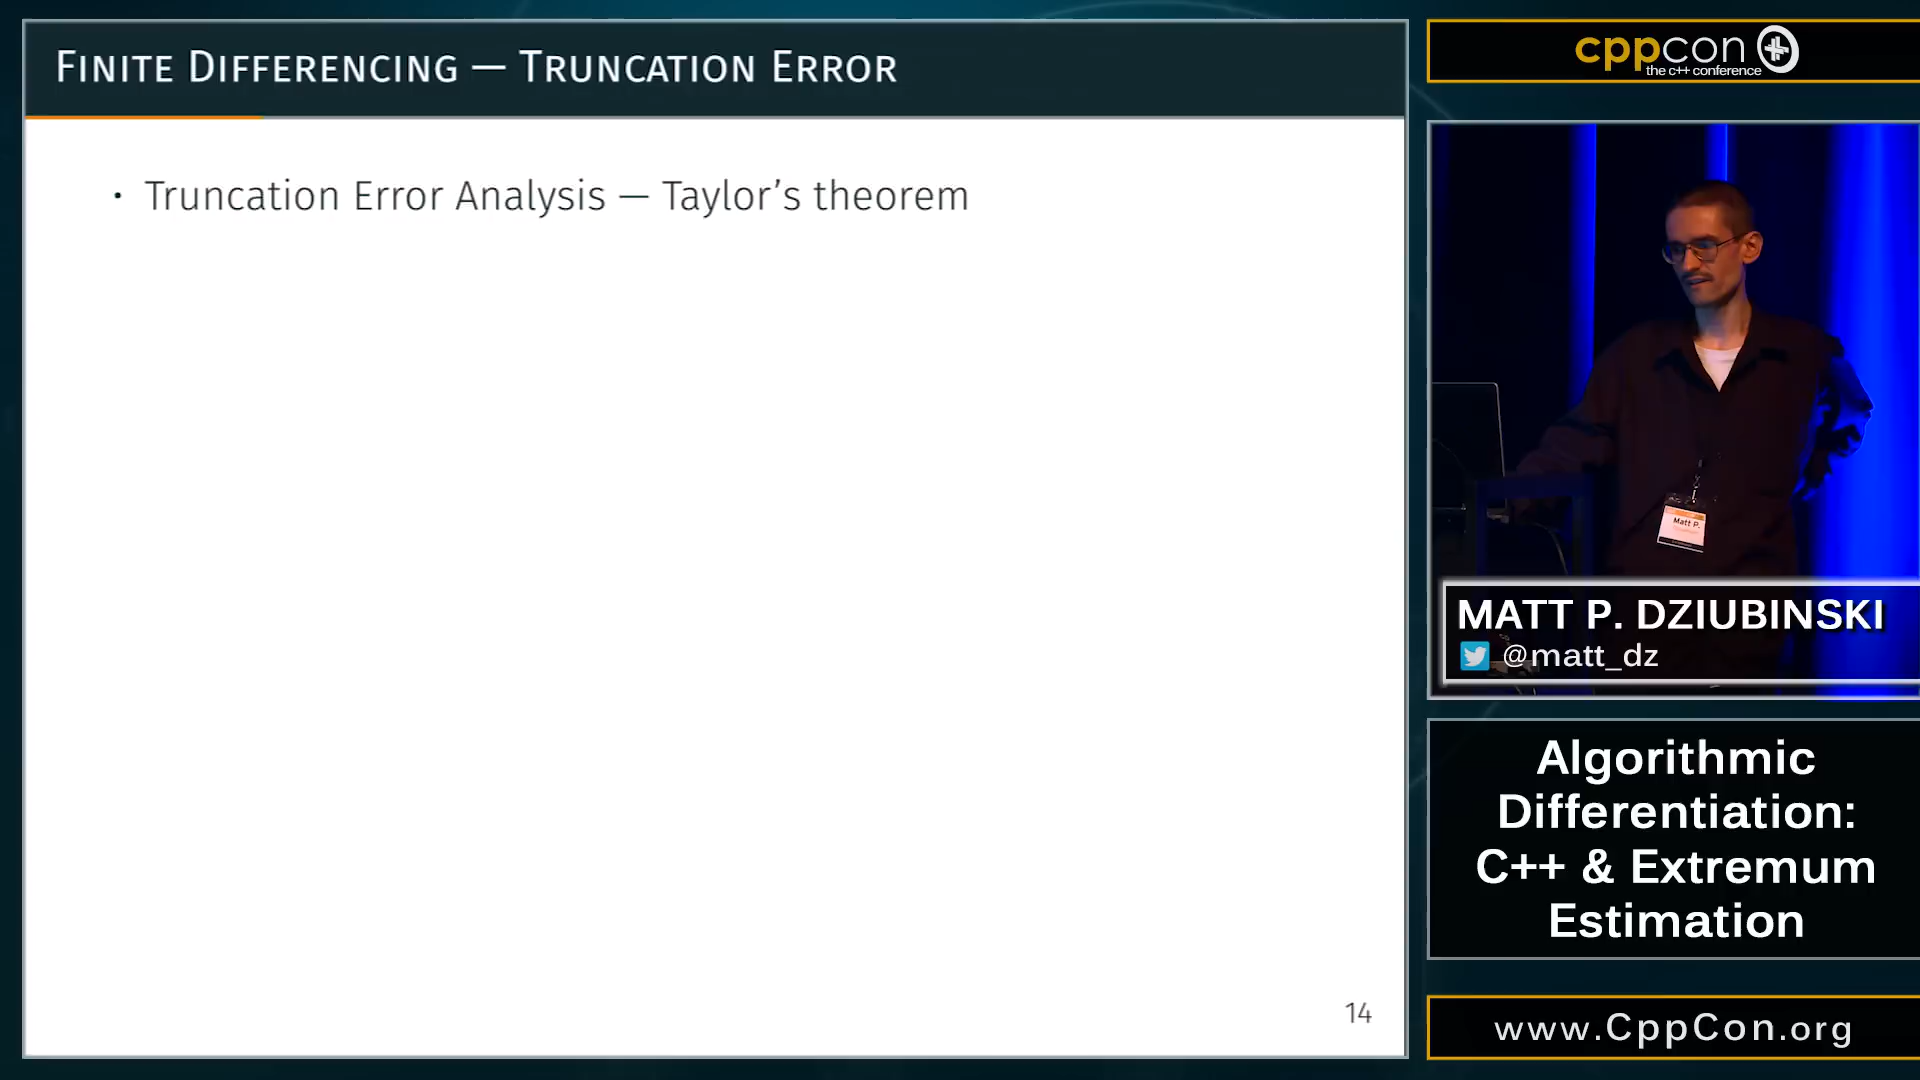 FINITE DIFFERENCING — TRUNCATION ERROR
· Truncation Error Analysis — Taylor's theorem
14
cppcon
the c++ conference
Matt P.
MATT P. DZIUBINSKI
@matt_dz
Algorithmic
Differentiation:
C++ & Extremum
Estimation
www.CppCon.org